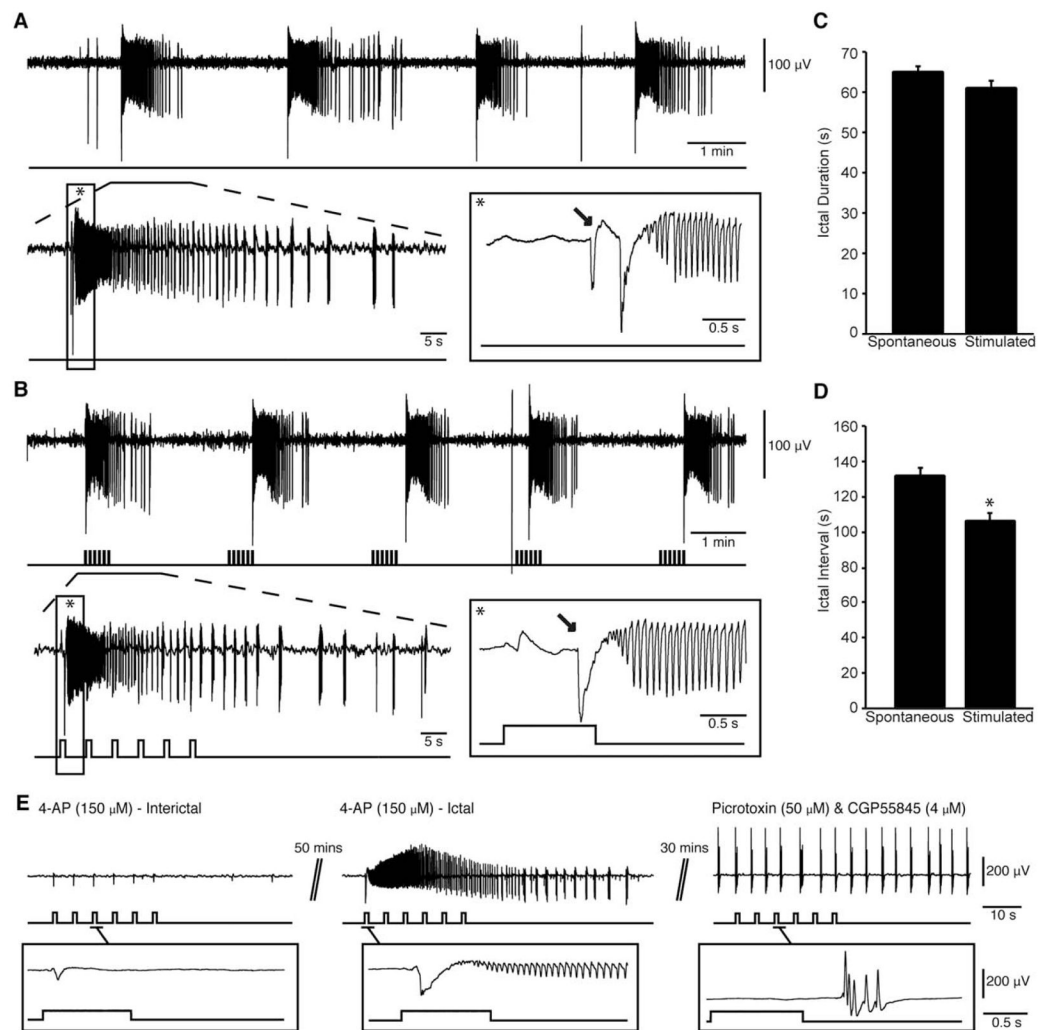 A
100 µV
1 min
*
5 s
*
0.5 s
B
100 µV
1 min
*
5 s
*
0.5 s
C
Ictal Duration (s)
70
60
50
40
30
20
10
0
Spontaneous Stimulated
D
Ictal Interval (s)
160
140
120
100
80
60
40
20
0
*
Spontaneous Stimulated
E
4-AP (150 µM) - Interictal
50 mins
4-AP (150 µM) - Ictal
30 mins
Picrotoxin (50 µM) & CGP55845 (4 µM)
200 µV
10 s
200 µV
0.5 s